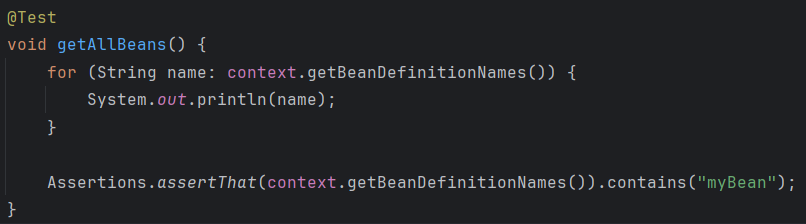 @Test
void getAllBeans() {
    for (String name: context.getBeanDefinitionNames()) {
        System.out.println(name);
    }

    Assertions.assertThat(context.getBeanDefinitionNames()).contains("myBean");
}